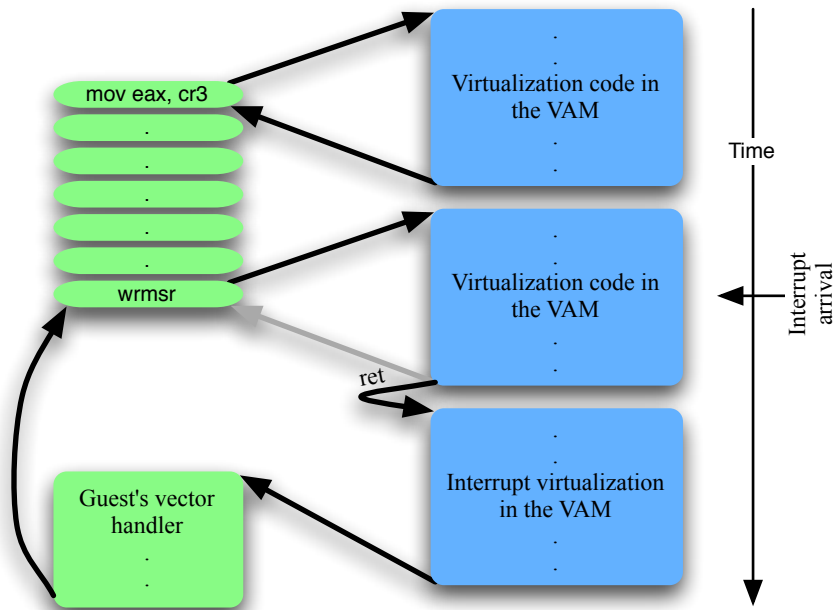 mov eax, cr3
.
.
.
.
.
wrmsr
.
.
Virtualization code in
the VAM
.
.
.
.
Virtualization code in
the VAM
.
.
ret
.
.
Interrupt virtualization
in the VAM
.
.
Guest's vector
handler
.
.
Time
Interrupt
arrival